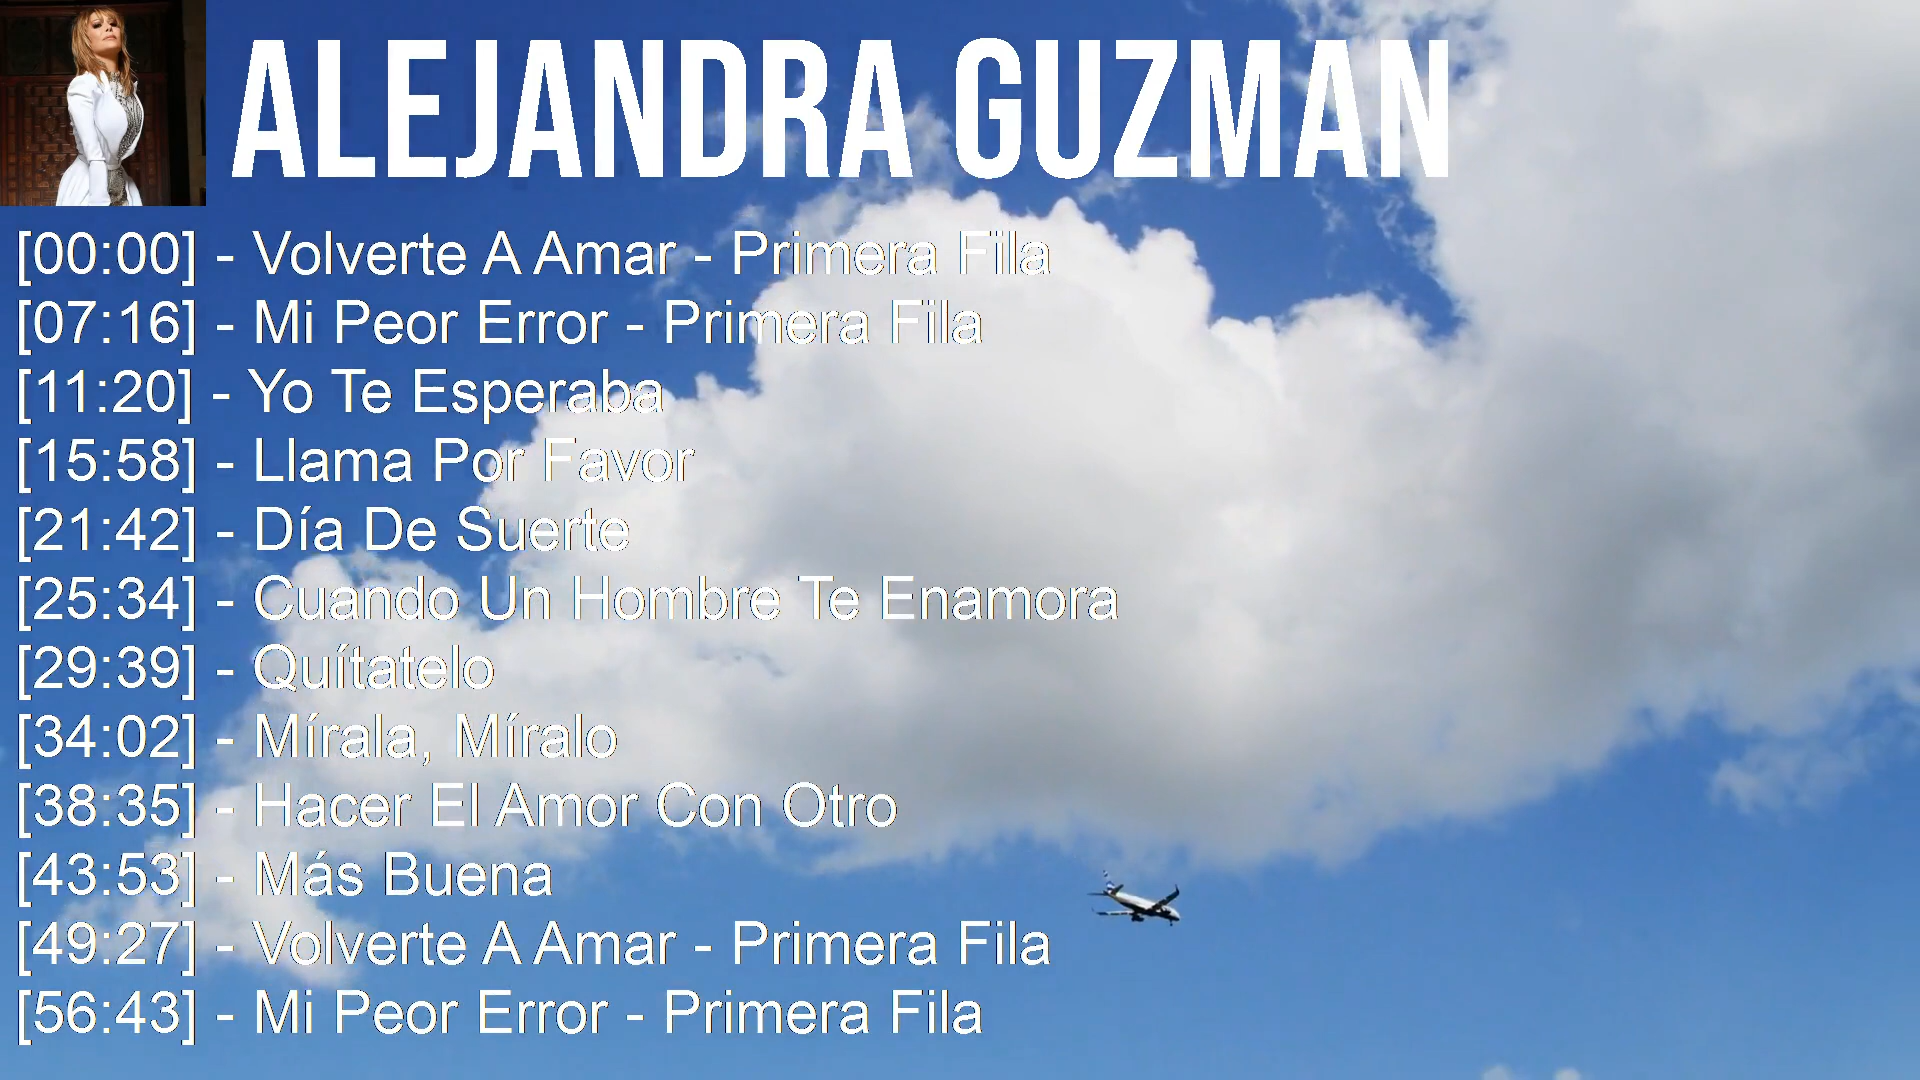 ALEJANDRA GUZMAN
[00:00] - Volverte A Amar - Primera Fila
[07:16] - Mi Peor Error - Primera Fila
[11:20] - Yo Te Esperaba
[15:58] - Llama Por Favor
[21:42] - Día De Suerte
[25:34] - Cuando Un Hombre Te Enamora
[29:39] - Quítatelo
[34:02] - Mírala, Míralo
[38:35] - Hacer El Amor Con Otro
[43:53] - Más Buena
[49:27] - Volverte A Amar - Primera Fila
[56:43] - Mi Peor Error - Primera Fila